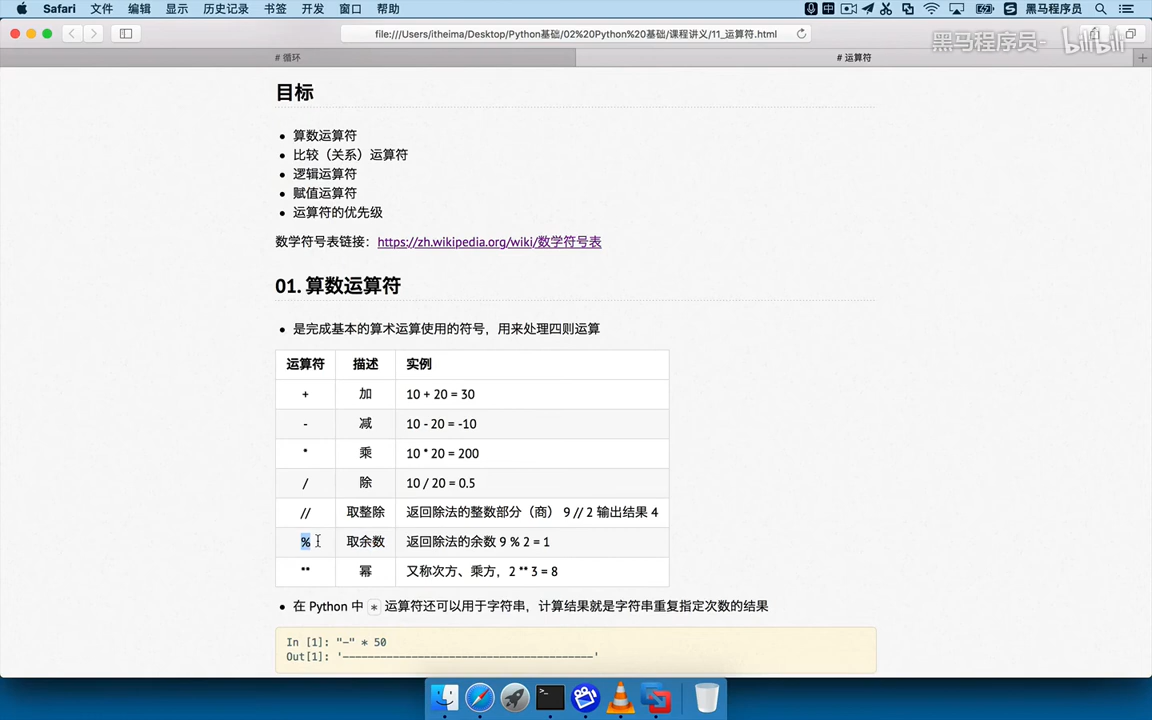 Safari 文件 编辑 显示 历史记录 书签 开发 窗口 帮助 中 黑马程序员
file:///Users/itheima/Desktop/Python基础/02%20Python%20基础/课程讲义/11_运算符.html
黑马程序员- bilibili
# 循环 # 运算符
目标
• 算数运算符
• 比较（关系）运算符
• 逻辑运算符
• 赋值运算符
• 运算符的优先级
数学符号表链接：https://zh.wikipedia.org/wiki/数学符号表
01. 算数运算符
• 是完成基本的算术运算使用的符号，用来处理四则运算
运算符 描述 实例
+ 加 10 + 20 = 30
- 减 10 - 20 = -10
* 乘 10 * 20 = 200
/ 除 10 / 20 = 0.5
// 取整除 返回除法的整数部分（商） 9 // 2 输出结果 4
% 取余数 返回除法的余数 9 % 2 = 1
** 幂 又称次方、乘方，2 ** 3 = 8
• 在 Python 中 * 运算符还可以用于字符串，计算结果就是字符串重复指定次数的结果
In [1]: "-" * 50
Out[1]: '----------------------------------------'